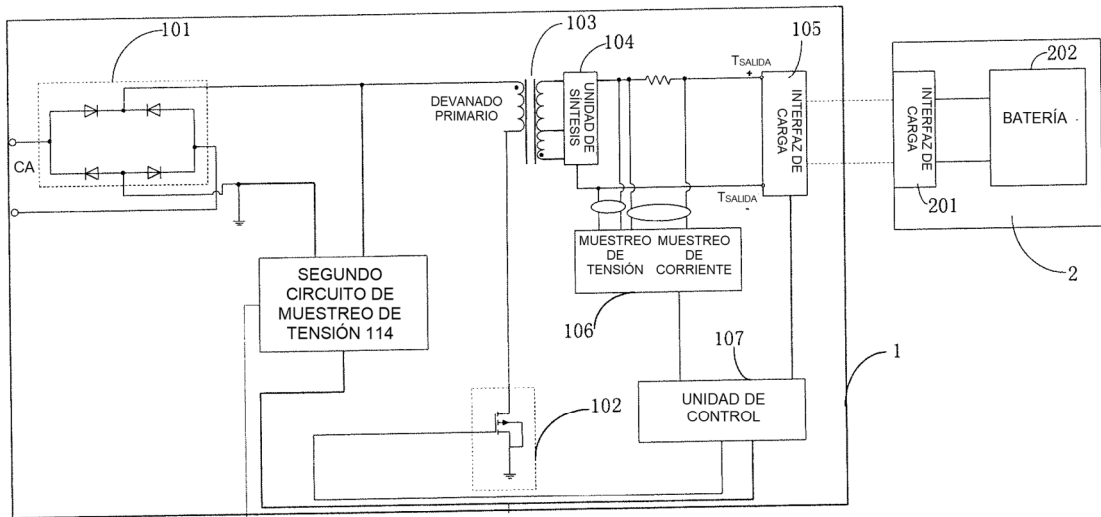 101
103
104
105
202
T SALIDA
+
DEVANADO
PRIMARIO
UNIDAD DE
SÍNTESIS
INTERFAZ DE
CARGA
INTERFAZ DE
CARGA
BATERÍA
CA
T SALIDA
-
201
MUESTREO
DE
TENSIÓN
MUESTREO
DE
CORRIENTE
2
SEGUNDO
CIRCUITO DE
MUESTREO DE
TENSIÓN 114
106
107
1
102
UNIDAD DE
CONTROL